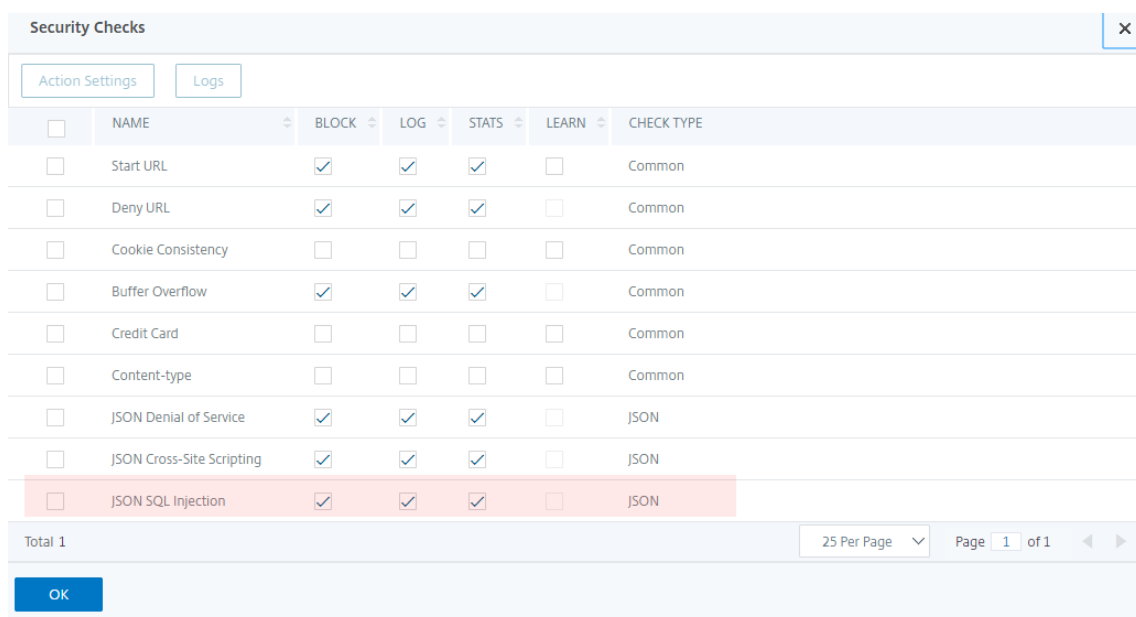 Security Checks
Action Settings Logs
NAME BLOCK LOG STATS LEARN CHECK TYPE
Start URL Common
Deny URL Common
Cookie Consistency Common
Buffer Overflow Common
Credit Card Common
Content-type Common
JSON Denial of Service JSON
JSON Cross-Site Scripting JSON
JSON SQL Injection JSON
Total 1 25 Per Page Page 1 of 1
OK